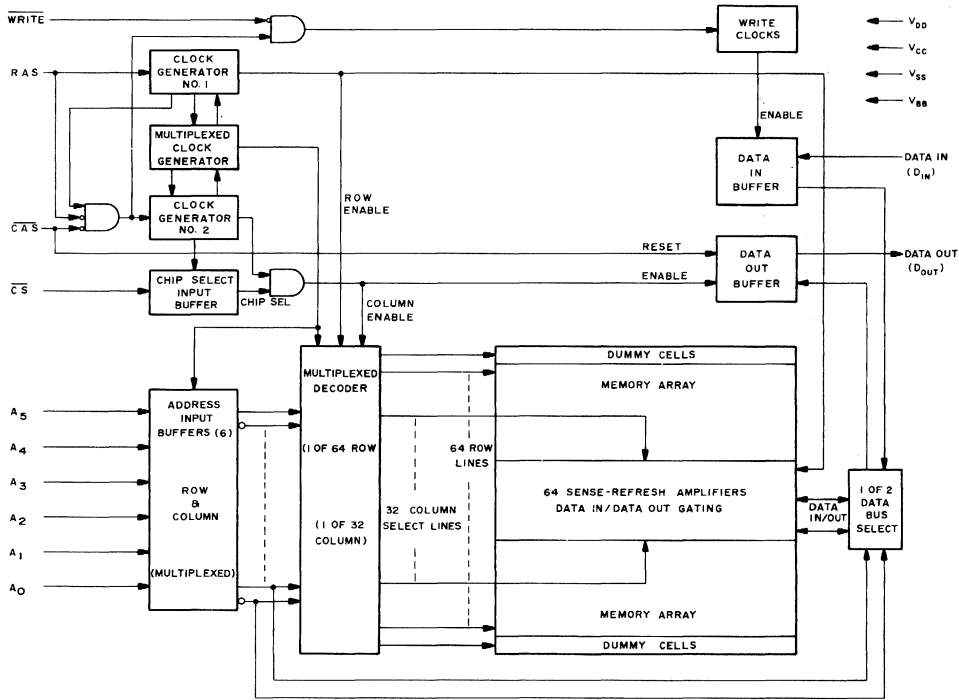 WRITE
WRITE
CLOCKS
V_DD
V_CC
V_SS
V_BB
RAS
CLOCK
GENERATOR
NO. 1
ENABLE
MULTIPLEXED
CLOCK
GENERATOR
DATA
IN
BUFFER
DATA IN
(D_IN)
ROW
ENABLE
CLOCK
GENERATOR
NO. 2
CAS
RESET
DATA
OUT
BUFFER
DATA OUT
(D_OUT)
ENABLE
CS
CHIP SELECT
INPUT
BUFFER
CHIP SEL
COLUMN
ENABLE
DUMMY CELLS
MULTIPLEXED
DECODER
MEMORY ARRAY
ADDRESS
INPUT
BUFFERS (6)
A5
A4
A3
A2
A1
A0
ROW
&
COLUMN
(MULTIPLEXED)
(1 OF 64 ROW
(1 OF 32
COLUMN)
64 ROW
LINES
32 COLUMN
SELECT LINES
64 SENSE-REFRESH AMPLIFIERS
DATA IN/DATA OUT GATING
DATA
IN/OUT
1 OF 2
DATA
BUS
SELECT
MEMORY ARRAY
DUMMY CELLS